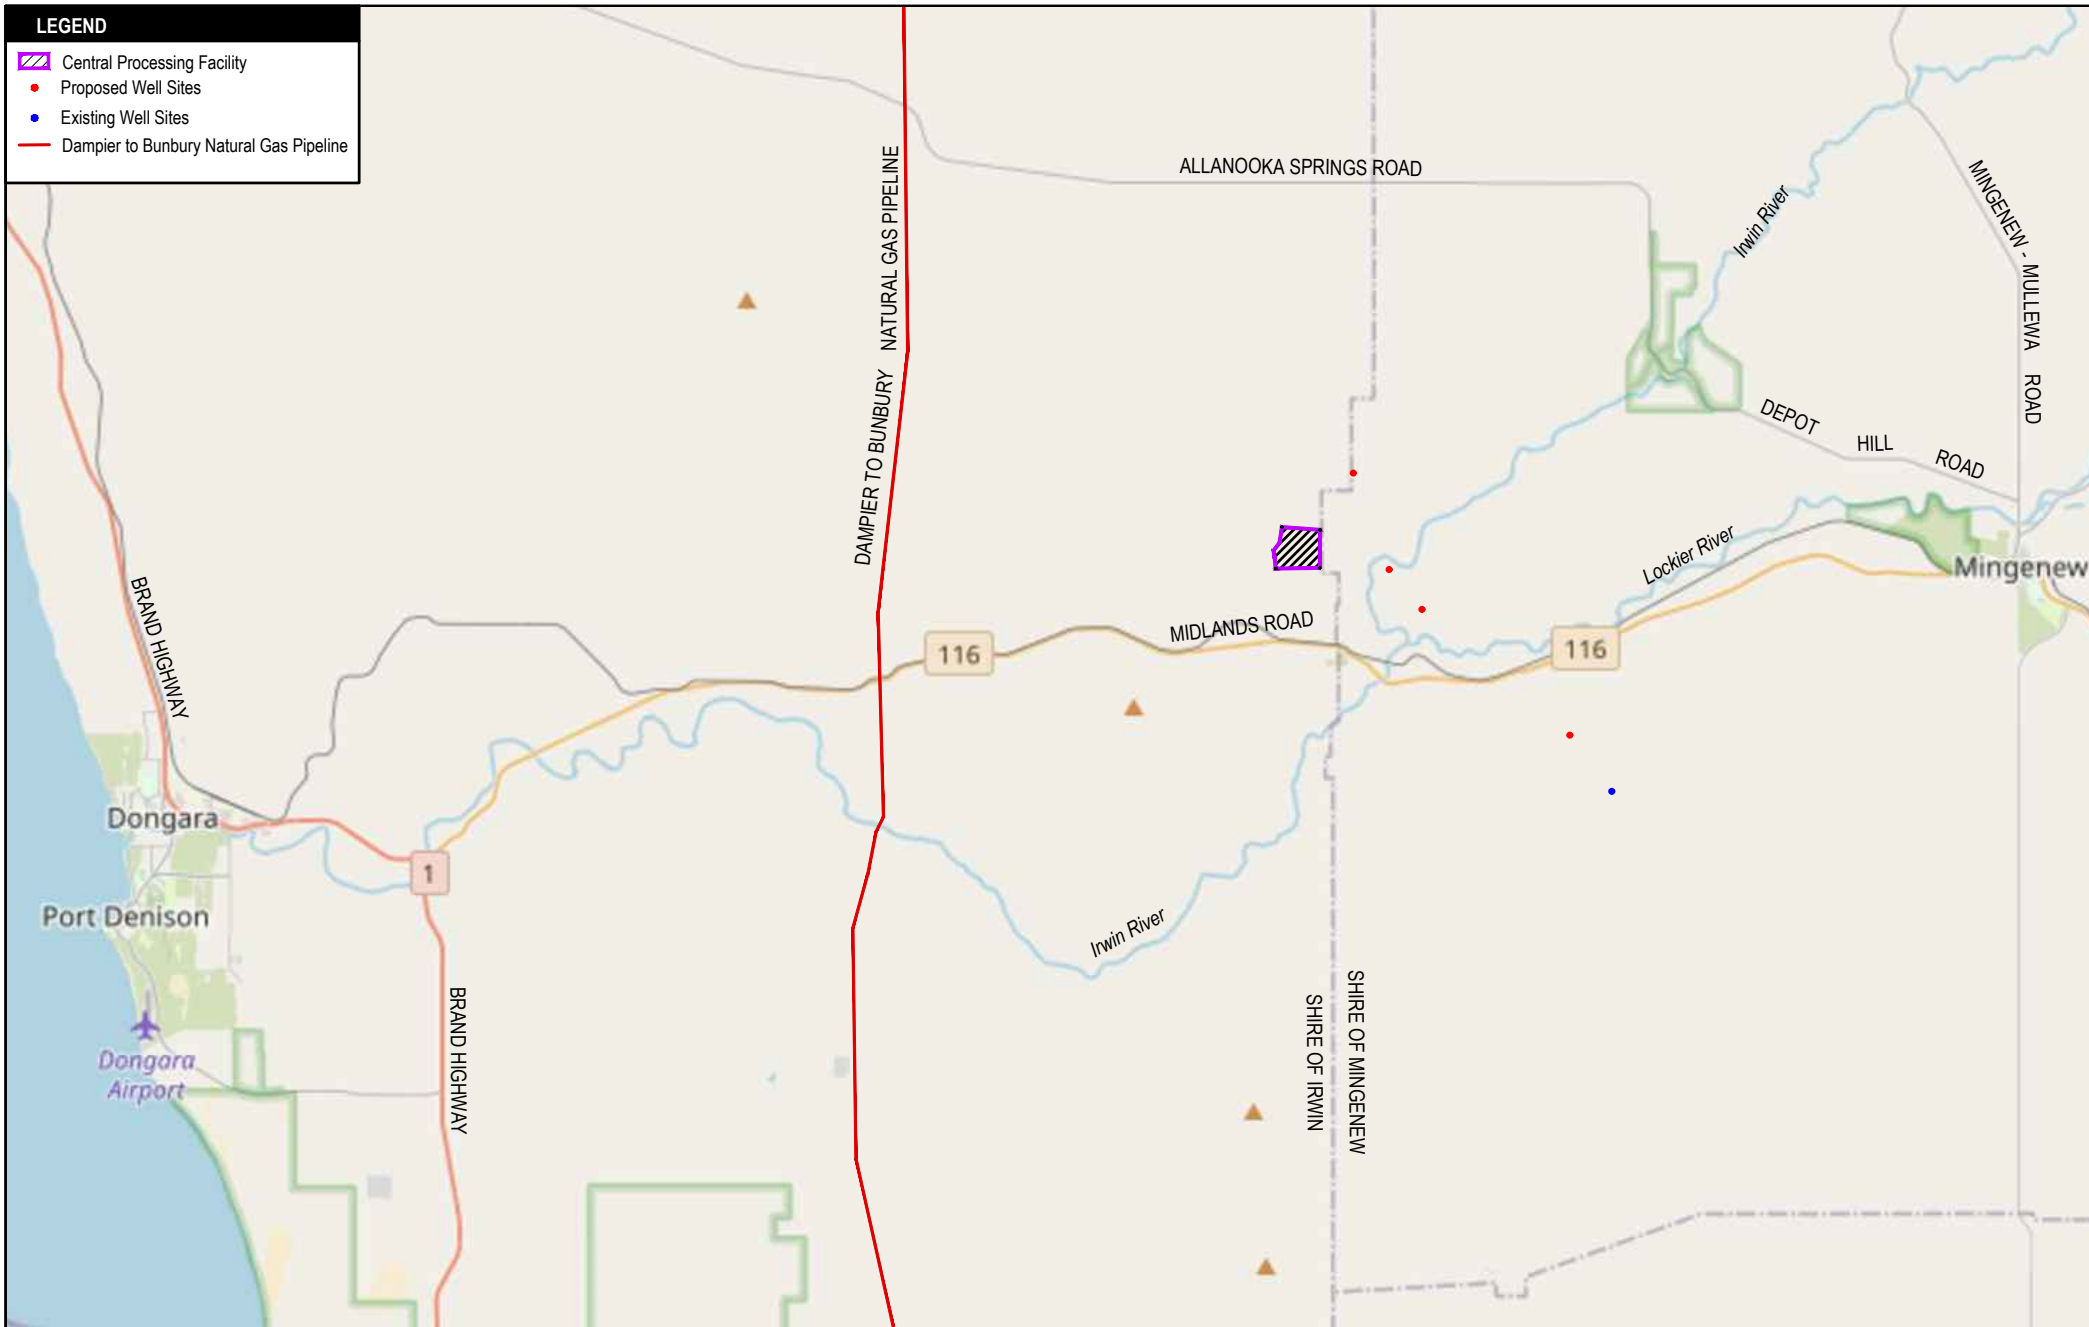 LEGEND
Central Processing Facility
Proposed Well Sites
Existing Well Sites
Dampier to Bunbury Natural Gas Pipeline
ALLANOOKA SPRINGS ROAD
MINGENEW - MULLEWA ROAD
Irwin River
DAMPIER TO BUNBURY NATURAL GAS PIPELINE
DEPOT HILL ROAD
Lockier River
Mingenew
BRAND HIGHWAY
MIDLANDS ROAD
116
116
Dongara
1
Port Denison
Irwin River
SHIRE OF IRWIN
SHIRE OF MINGENEW
BRAND HIGHWAY
Dongara
Airport